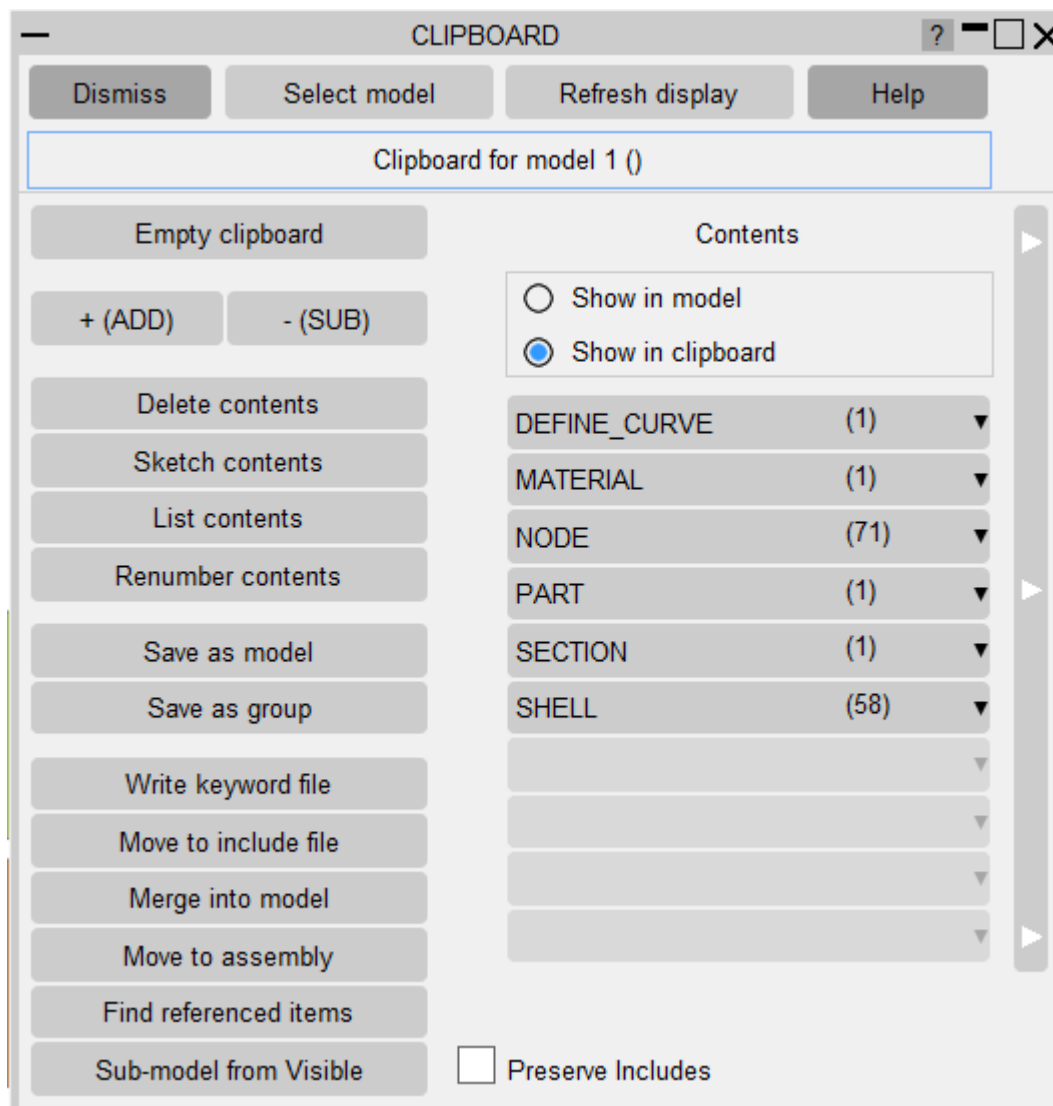 CLIPBOARD ?
Dismiss Select model Refresh display Help
Clipboard for model 1 ()
Empty clipboard
+ (ADD) - (SUB)
Delete contents
Sketch contents
List contents
Renumber contents
Save as model
Save as group
Write keyword file
Move to include file
Merge into model
Move to assembly
Find referenced items
Sub-model from Visible
Contents
Show in model
Show in clipboard
DEFINE_CURVE (1)
MATERIAL (1)
NODE (71)
PART (1)
SECTION (1)
SHELL (58)
Preserve Includes